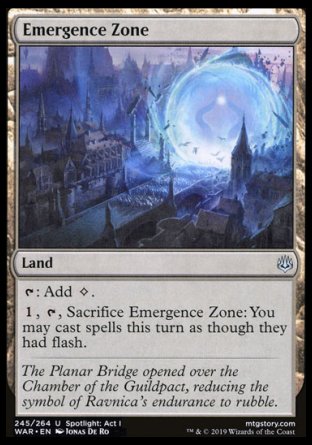 Emergence Zone
Land
: Add .
1, , Sacrifice Emergence Zone: You
may cast spells this turn as though they
had flash.
The Planar Bridge opened over the
Chamber of the Guildpact, reducing the
symbol of Ravnica's endurance to rubble.
245/264 U Spotlight: Act I
mtgstory.com
WAR • EN Jonas De Ro
™ & © 2019 Wizards of the Coast